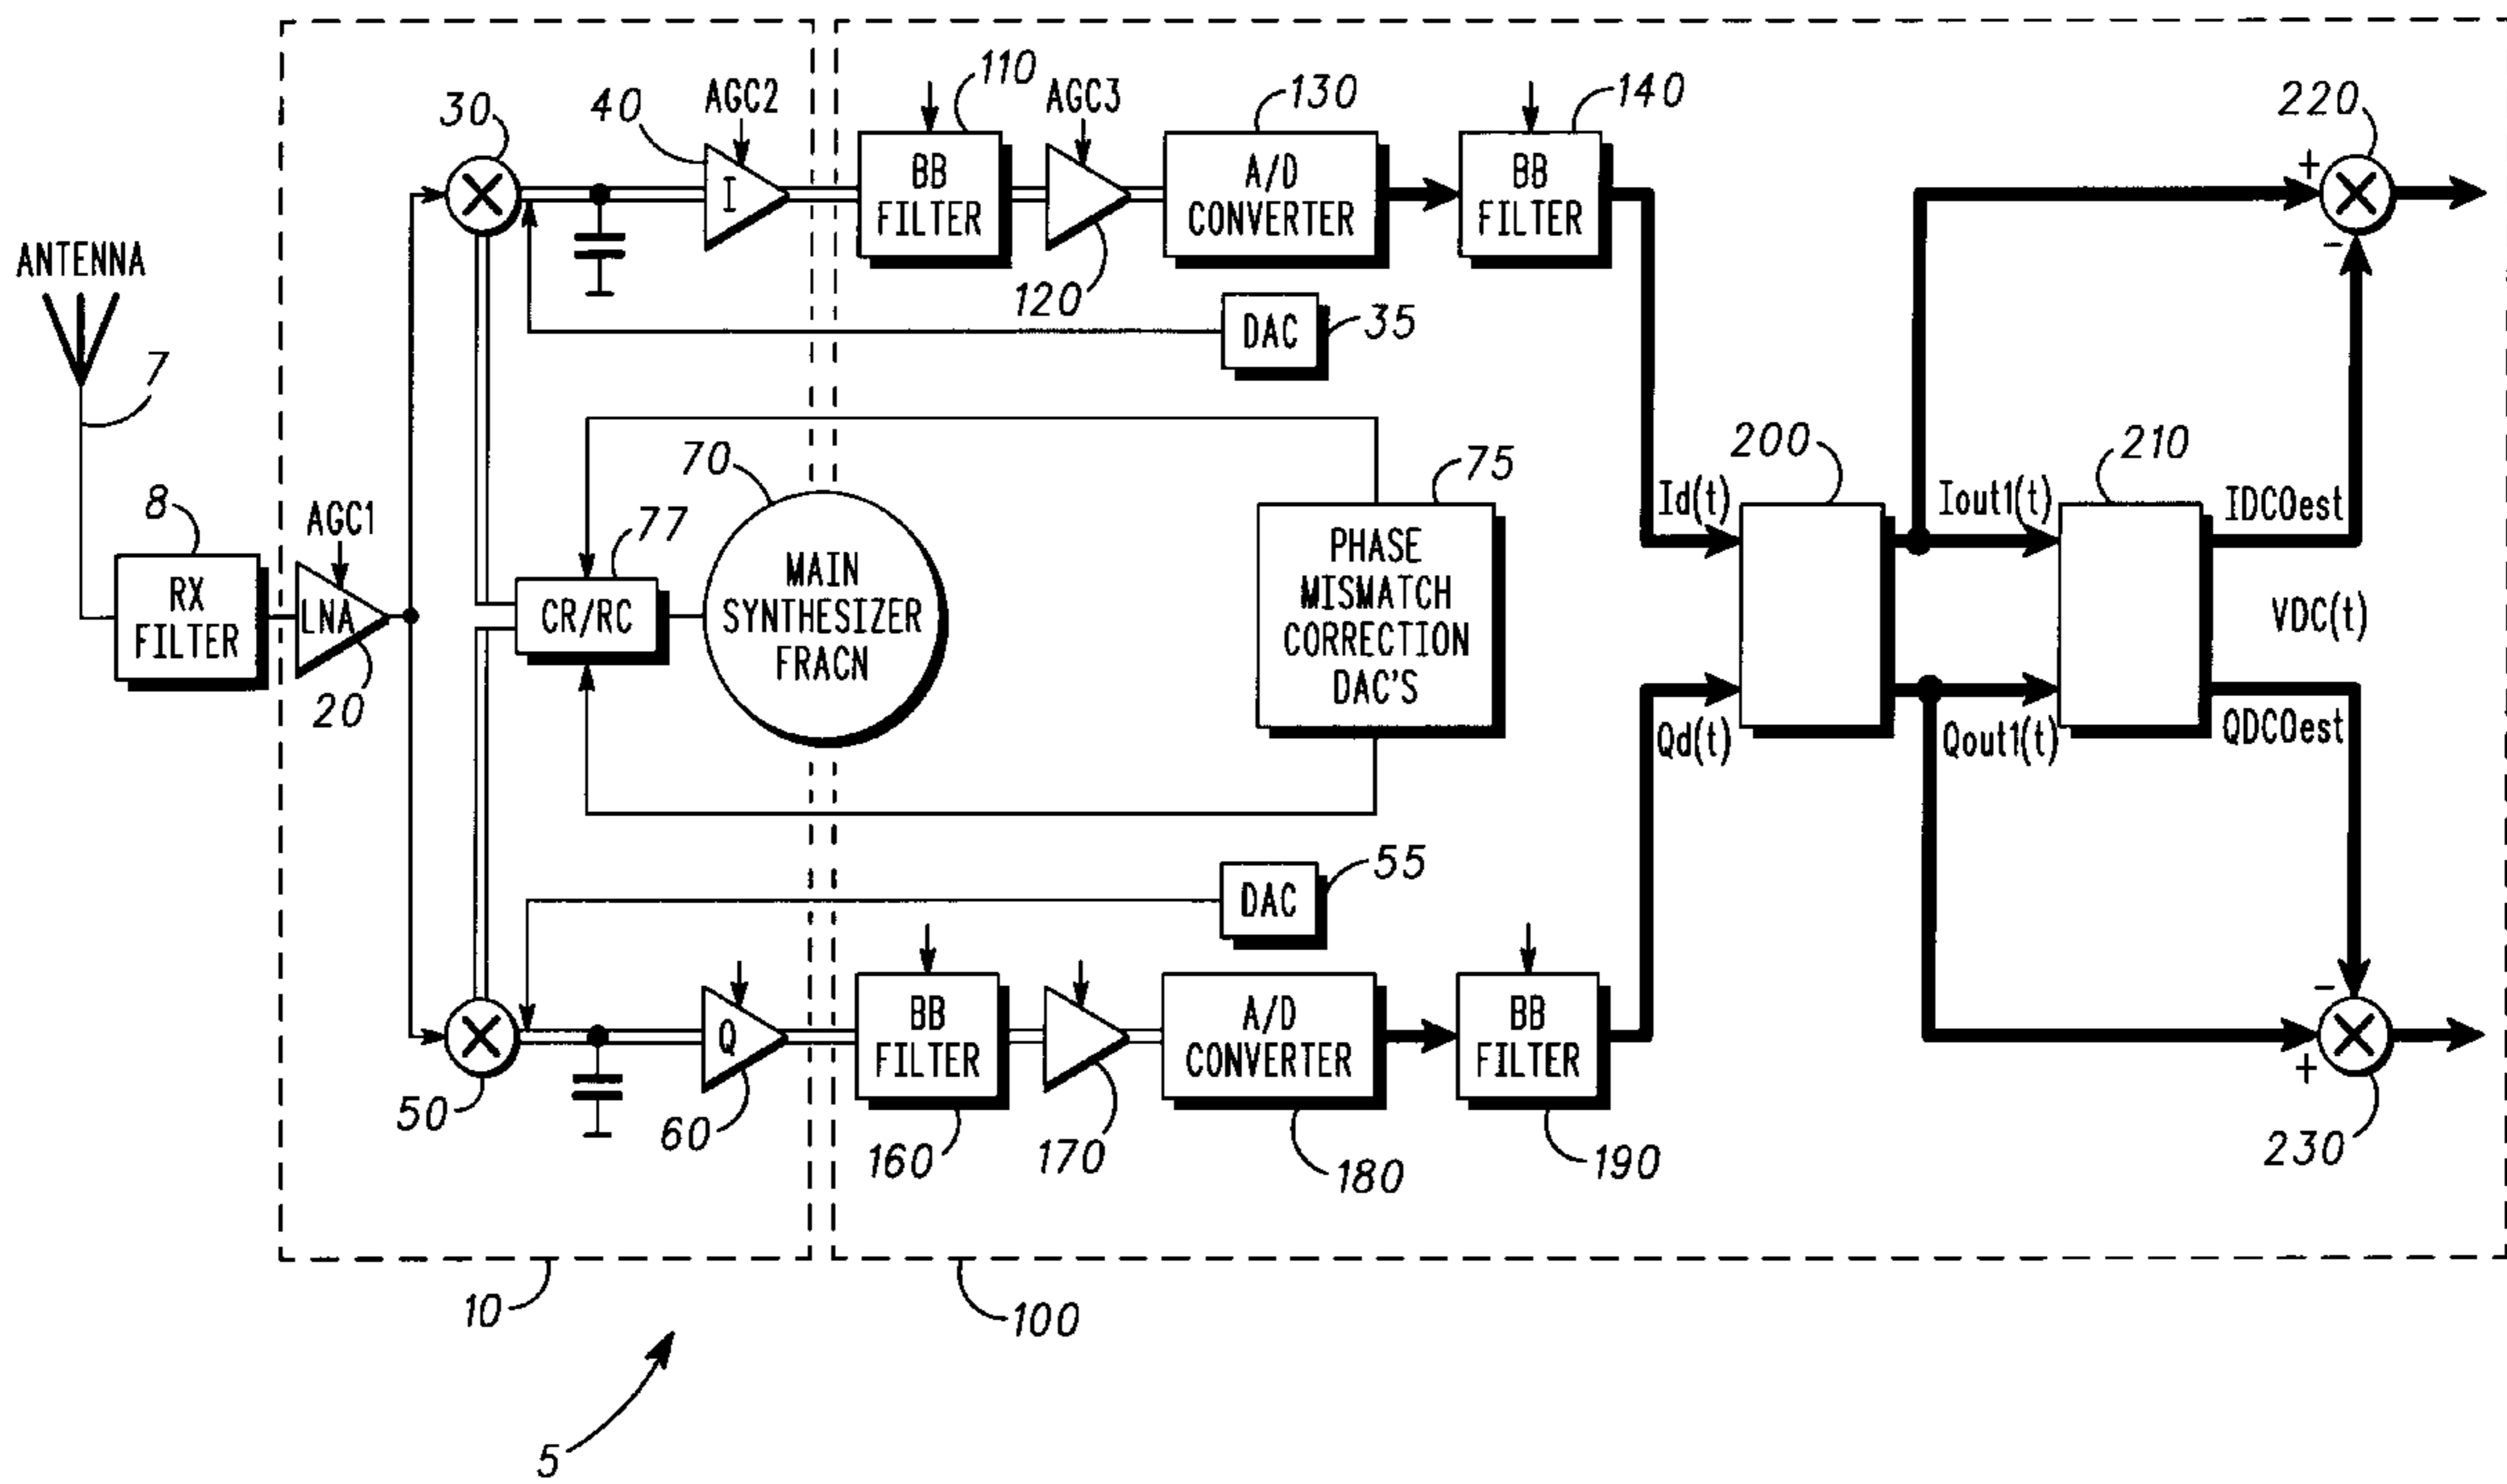 ANTENNA
7
8
RX
FILTER
AGC1
LNA
20
30
40
AGC2
I
110
BB
FILTER
AGC3
120
130
A/D
CONVERTER
140
BB
FILTER
220
+
-
DAC
35
70
77
CR/RC
MAIN
SYNTHESIZER
FRACN
75
PHASE
MISMATCH
CORRECTION
DAC'S
Id(t)
Qd(t)
200
Iout1(t)
Qout1(t)
210
IDCOest
VDC(t)
QDCOest
DAC
55
50
Q
60
BB
FILTER
160
170
A/D
CONVERTER
180
BB
FILTER
190
-
+
230
10
100
5